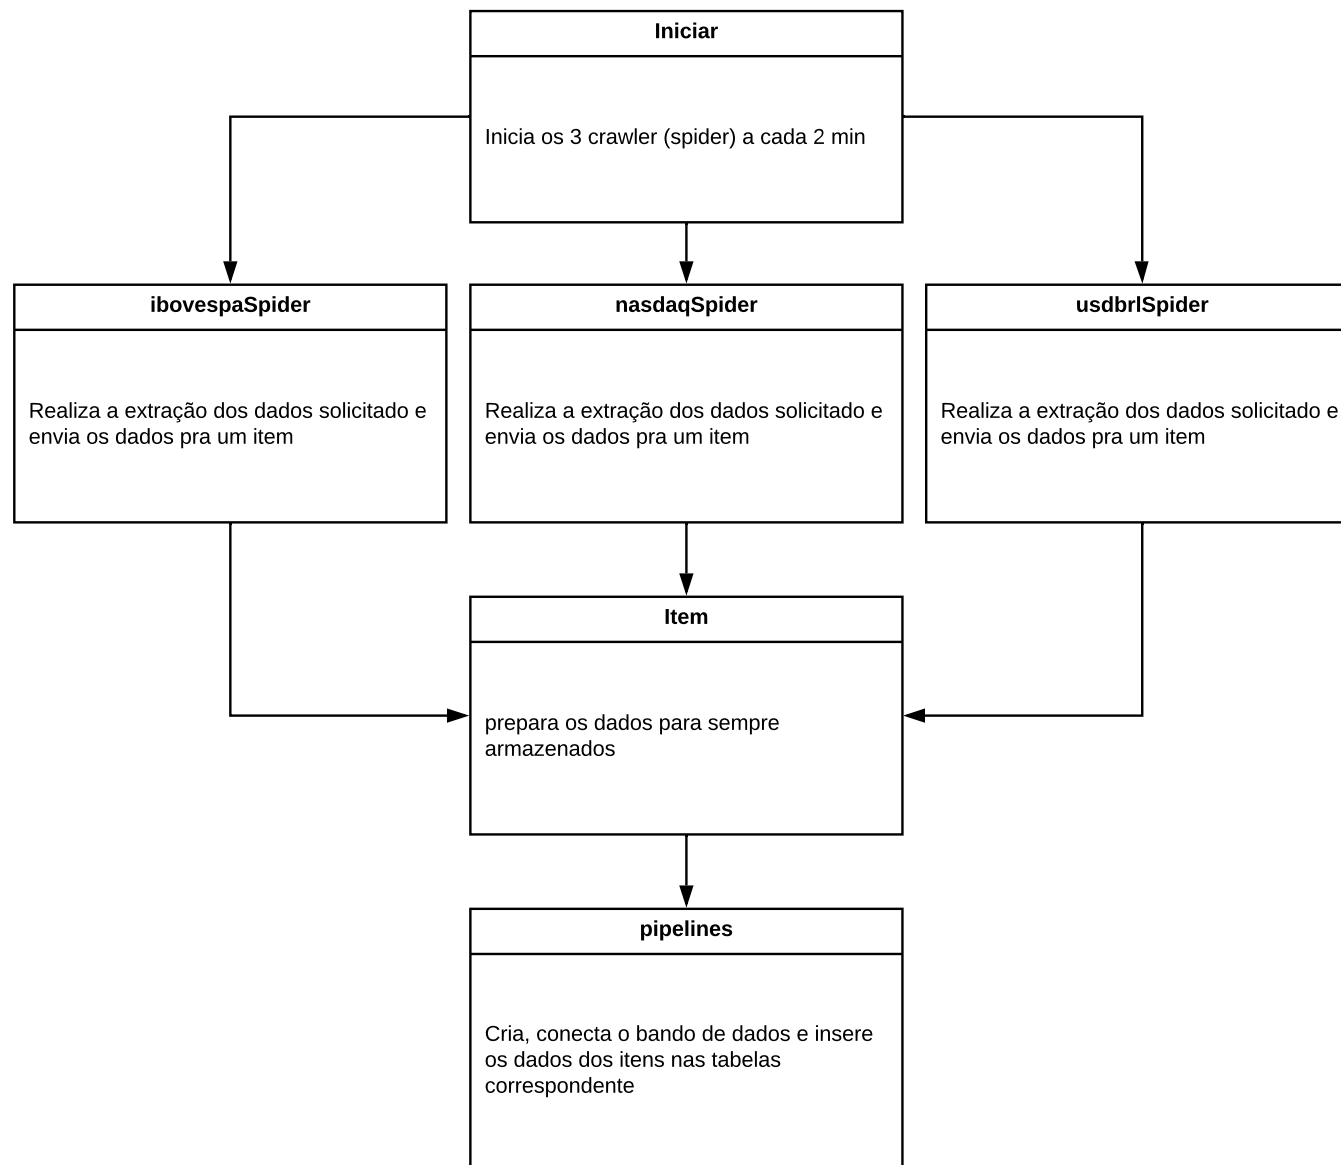 Iniciar
Inicia os 3 crawler (spider) a cada 2 min
ibovespaSpider
Realiza a extração dos dados solicitado e
envia os dados pra um item
nasdaqSpider
Realiza a extração dos dados solicitado e
envia os dados pra um item
usdbrlSpider
Realiza a extração dos dados solicitado e
envia os dados pra um item
Item
prepara os dados para sempre
armazenados
pipelines
Cria, conecta o bando de dados e insere
os dados dos itens nas tabelas
correspondente